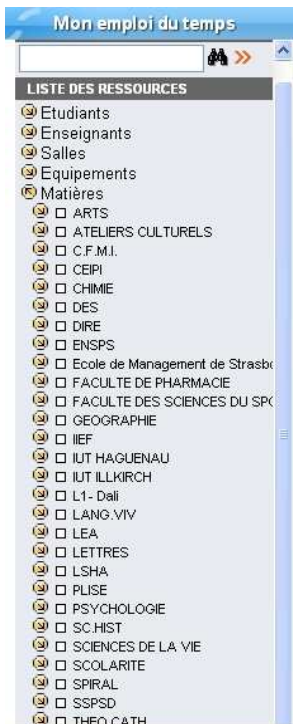 Mon emploi du temps
LISTE DES RESSOURCES
Etudiants
Enseignants
Salles
Equipements
Matières
ARTS
ATELIERS CULTURELS
C.F.M.I.
CEIPI
CHIMIE
DES
DIRE
ENSPS
Ecole de Management de Strasbo
FACULTE DE PHARMACIE
FACULTE DES SCIENCES DU SPO
GEOGRAPHIE
IIEF
IUT HAGUENAU
IUT ILLKIRCH
L1- Dali
LANG.VIV
LEA
LETTRES
LSHA
PLISE
PSYCHOLOGIE
SC.HIST
SCIENCES DE LA VIE
SCOLARITE
SPIRAL
SSPSD
THEO.CATH